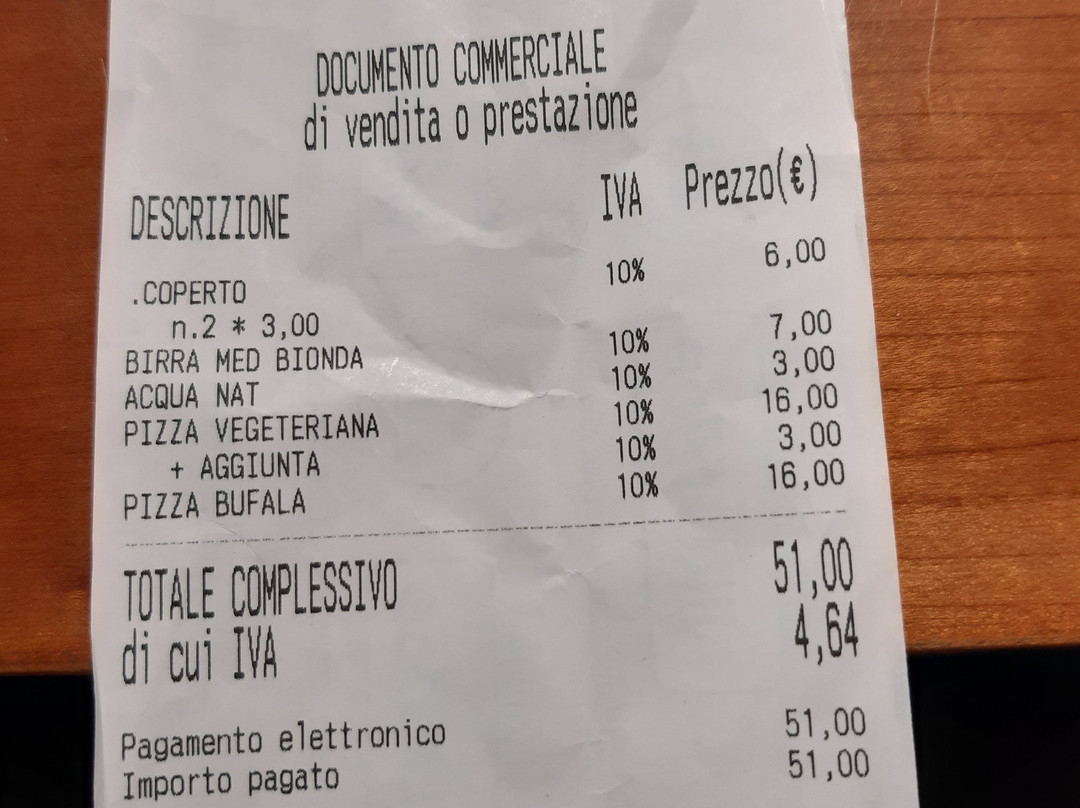 DOCUMENTO COMMERCIALE
di vendita o prestazione
DESCRIZIONE IVA Prezzo(€)
.COPERTO 10% 6,00
n.2 * 3,00
BIRRA MED BIONDA 10% 7,00
ACQUA NAT 10% 3,00
PIZZA VEGETERIANA 10% 16,00
+ AGGIUNTA 10% 3,00
PIZZA BUFALA 10% 16,00
TOTALE COMPLESSIVO 51,00
di cui IVA 4,64
Pagamento elettronico 51,00
Importo pagato 51,00